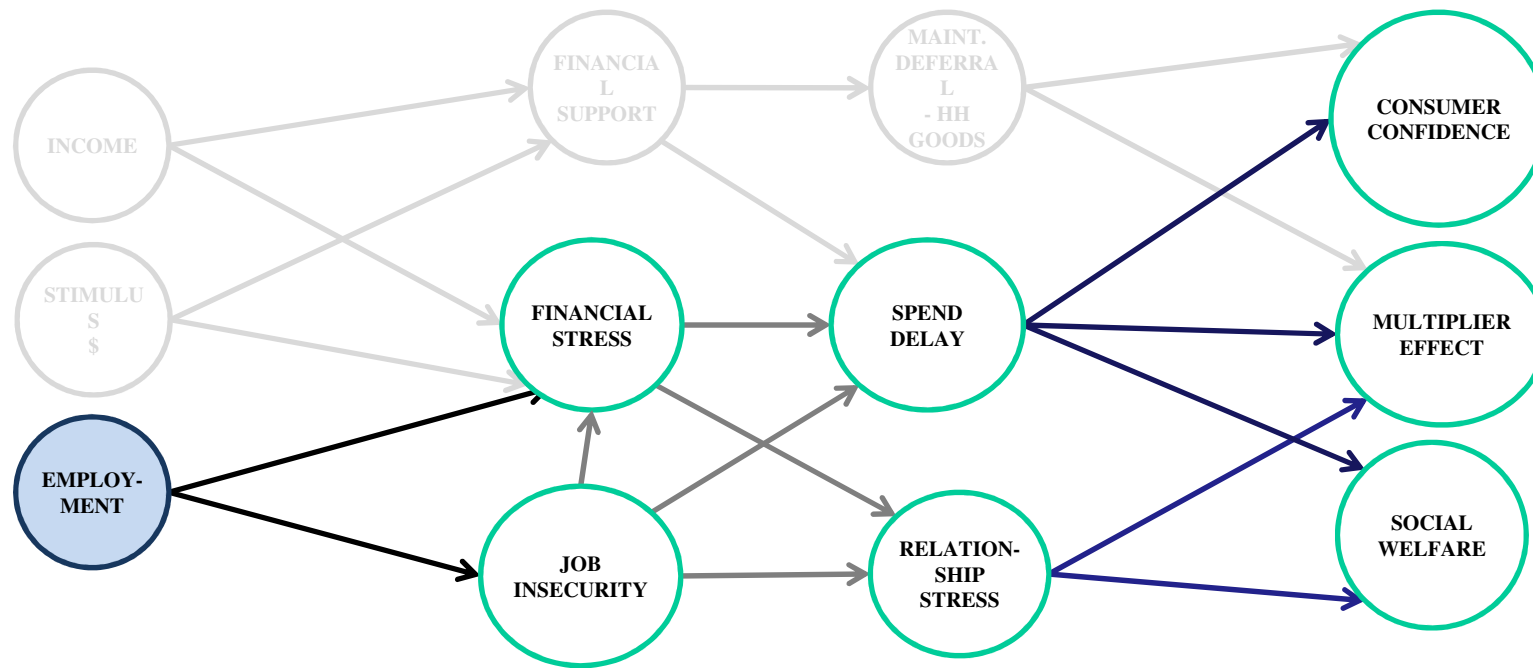 INCOME
STIMULU
S
$
EMPLOY-
MENT
FINANCIA
L
SUPPORT
FINANCIAL
STRESS
JOB
INSECURITY
MAINT.
DEFERRA
L
- HH
GOODS
SPEND
DELAY
RELATION-
SHIP
STRESS
CONSUMER
CONFIDENCE
MULTIPLIER
EFFECT
SOCIAL
WELFARE